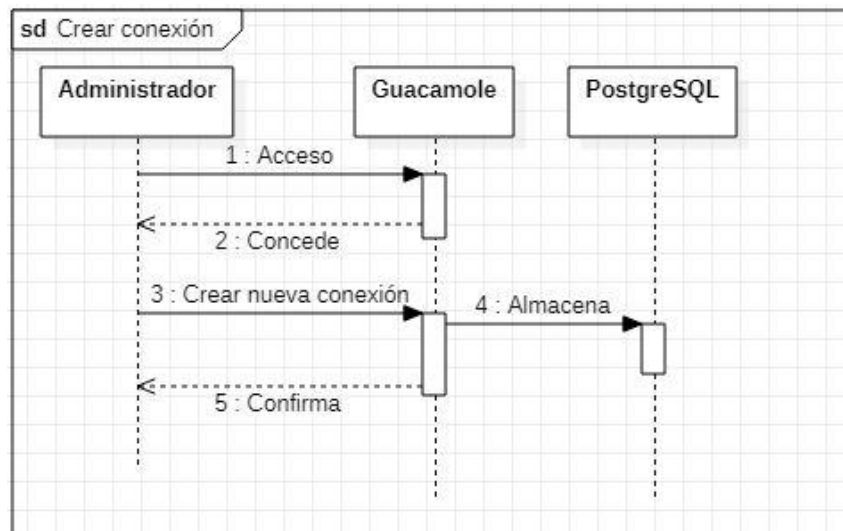 sd Crear conexión
Administrador
Guacamole
PostgreSQL
1 : Acceso
2 : Concede
3 : Crear nueva conexión
4 : Almacena
5 : Confirma